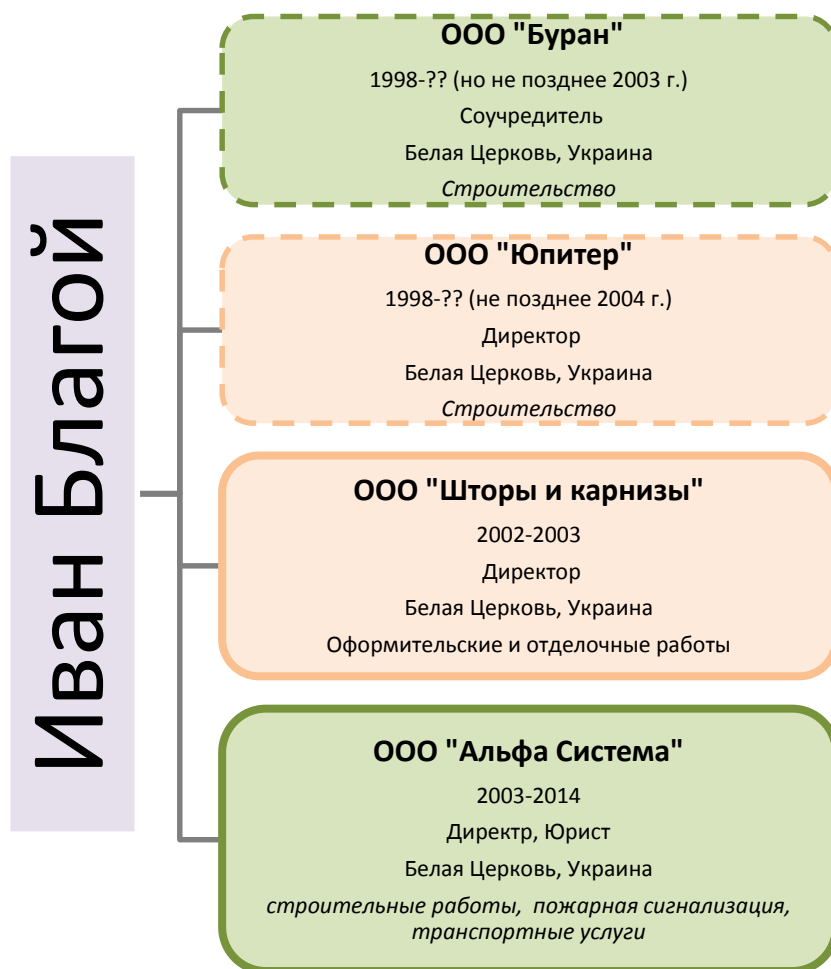 Иван Благой
ООО "Буран"
1998-?? (но не позднее 2003 г.)
Соучредитель
Белая Церковь, Украина
Строительство
ООО "Юпитер"
1998-?? (не позднее 2004 г.)
Директор
Белая Церковь, Украина
Строительство
ООО "Шторы и карнизы"
2002-2003
Директор
Белая Церковь, Украина
Оформительские и отделочные работы
ООО "Альфа Система"
2003-2014
Директр, Юрист
Белая Церковь, Украина
строительные работы, пожарная сигнализация,
транспортные услуги